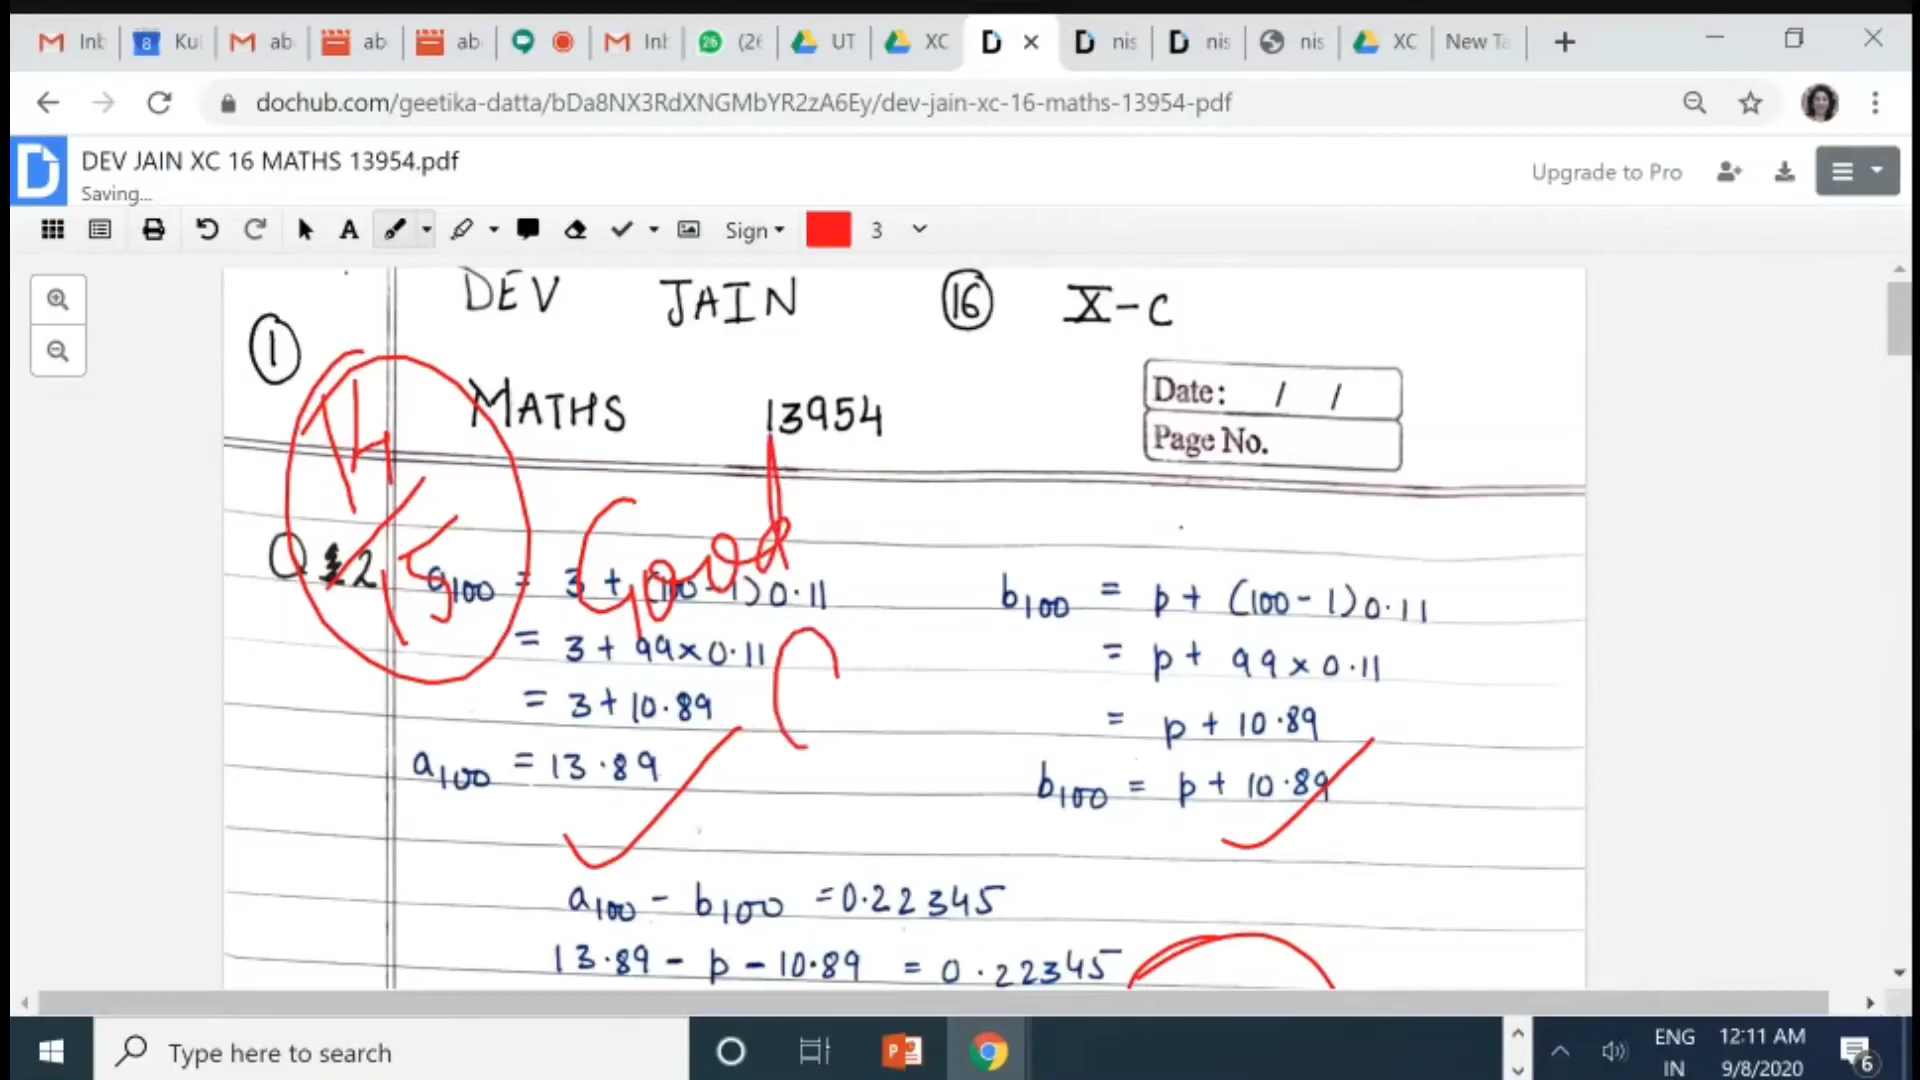 Inb Ku ab ab ab Inb (26 UT XC nis nis nis XC New Ta
dochub.com/geetika-datta/bDa8NX3RdXNGMbYR2zA6Ey/dev-jain-xc-16-maths-13954-pdf
DEV JAIN XC 16 MATHS 13954.pdf
Saving...
Upgrade to Pro
A Sign 3
DEV JAIN 16 X-C
1
MATHS 13954
Date: / /
Page No.
14/15
Good
Q 2 a100 = 3 + (100-1)0.11 b100 = p + (100-1)0.11
= 3 + 99×0.11 = p + 99×0.11
= 3 + 10.89 = p + 10.89
a100 = 13.89 b100 = p + 10.89
a100 - b100 = 0.22345
13.89 - p - 10.89 = 0.22345
Type here to search
ENG
IN
12:11 AM
9/8/2020
6